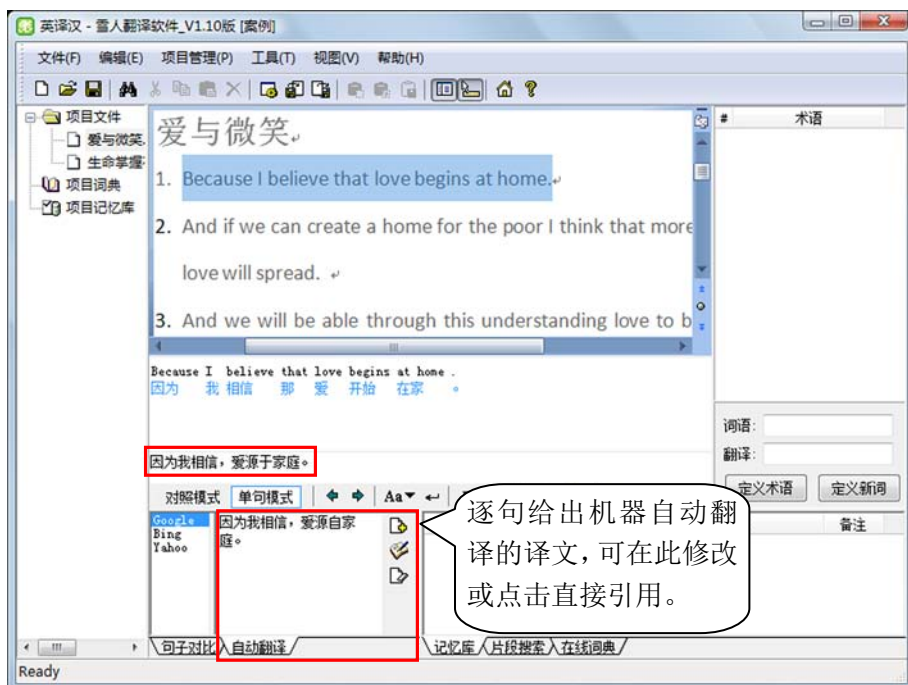 英译汉 - 雪人翻译软件_V1.10版 [案例]
文件(F) 编辑(E) 项目管理(P) 工具(T) 视图(V) 帮助(H)
项目文件
爱与微笑.
生命掌握
项目词典
项目记忆库
爱与微笑
1. Because I believe that love begins at home.
2. And if we can create a home for the poor I think that more
love will spread.
3. And we will be able through this understanding love to b
Because I believe that love begins at home .
因为 我 相信 那 爱 开始 在家 。
因为我相信，爱源于家庭。
# 术语
词语:
翻译:
定义术语 定义新词
对照模式 单句模式 Aa
Google
Bing
Yahoo
因为我相信，爱源自家
庭。
逐句给出机器自动翻
译的译文，可在此修改
或点击直接引用。
备注
句子对比 自动翻译 记忆库 片段搜索 在线词典
Ready